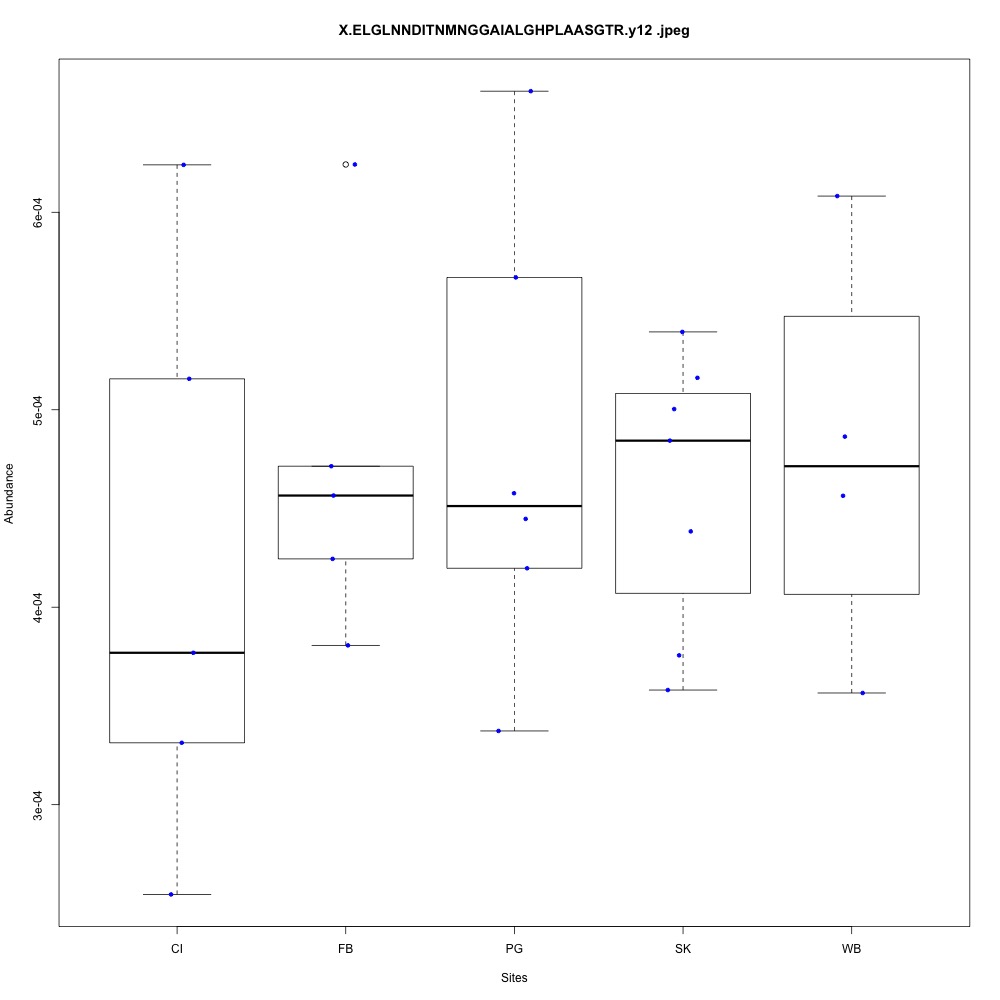 X.ELGLNNDITNMNGGAIALGHPLAASGTR.y12 .jpeg
6e-04
5e-04
4e-04
3e-04
Abundance
CI FB PG SK WB
Sites